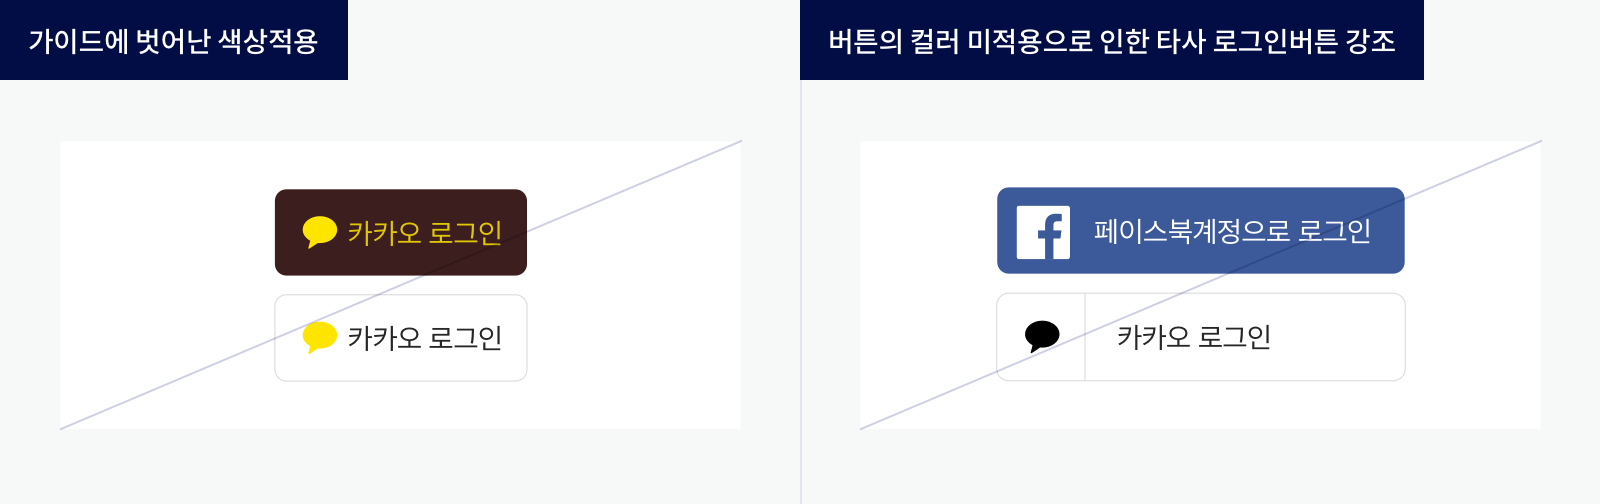 가이드에 벗어난 색상적용
카카오 로그인
카카오 로그인
버튼의 컬러 미적용으로 인한 타사 로그인버튼 강조
페이스북계정으로 로그인
카카오 로그인